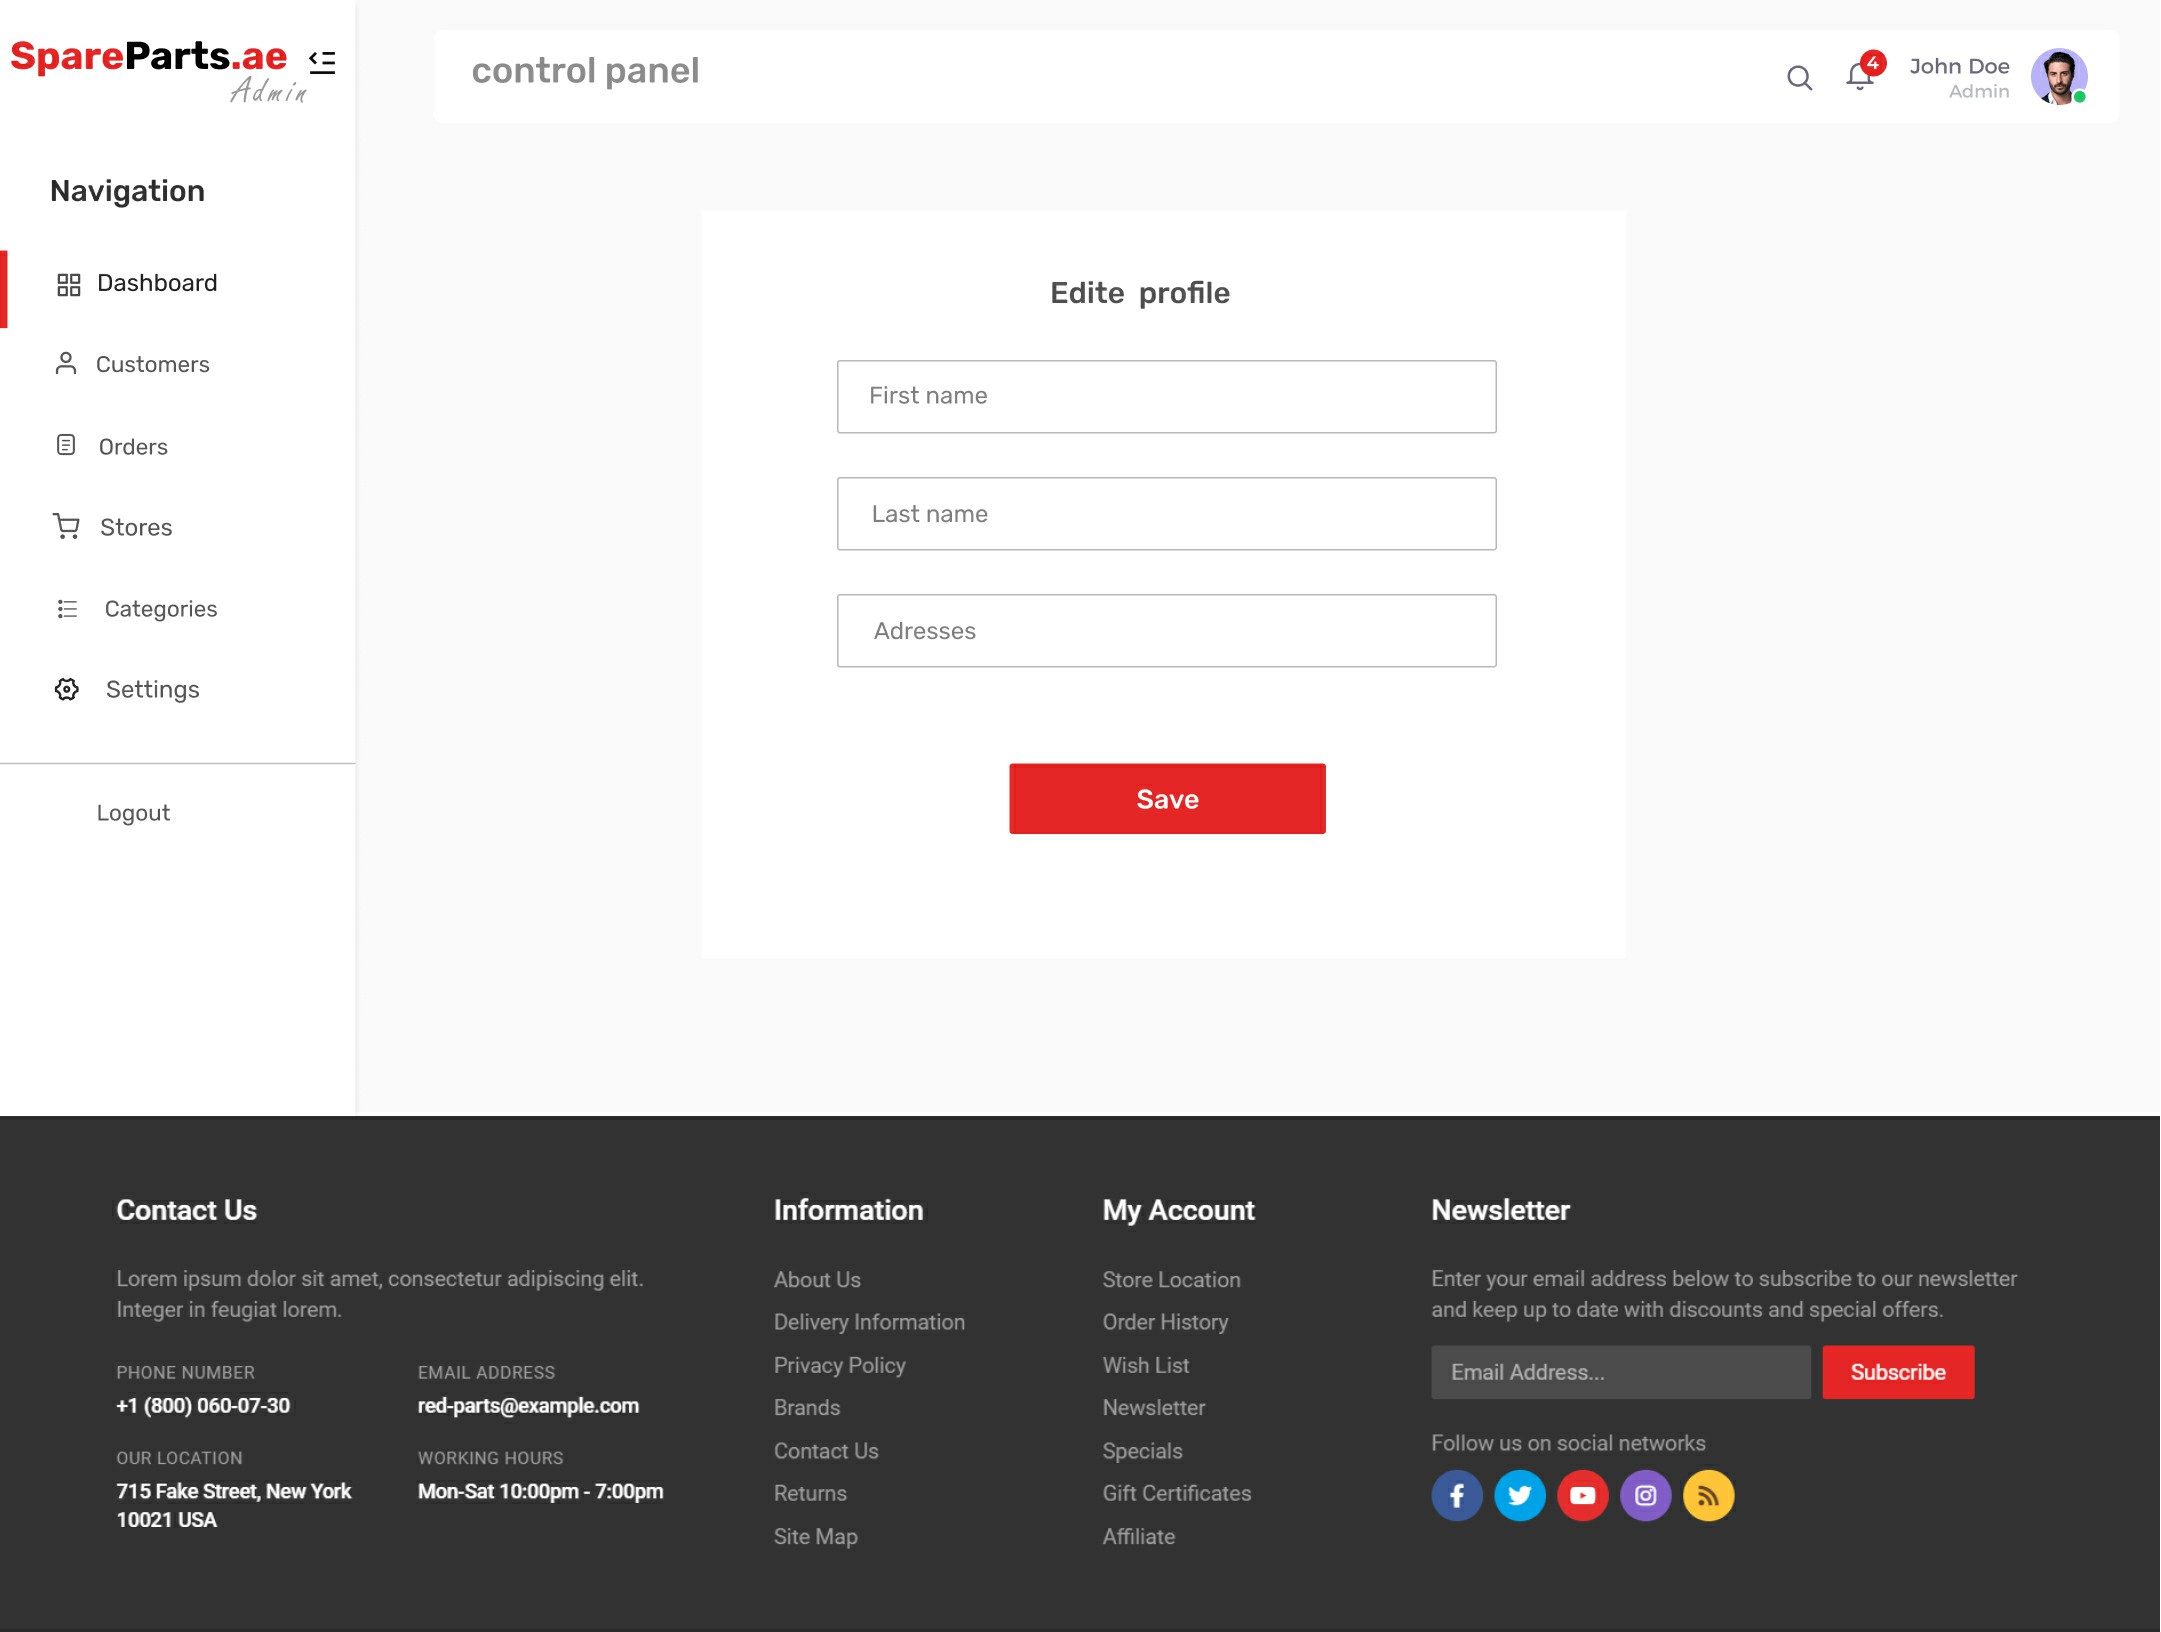 SpareParts.ae
Admin
control panel
4
John Doe
Admin
Navigation
Dashboard
Customers
Orders
Stores
Categories
Settings
Logout
Edite profile
First name
Last name
Adresses
Save
Contact Us
Lorem ipsum dolor sit amet, consectetur adipiscing elit.
Integer in feugiat lorem.
PHONE NUMBER
+1 (800) 060-07-30
EMAIL ADDRESS
red-parts@example.com
OUR LOCATION
715 Fake Street, New York
10021 USA
WORKING HOURS
Mon-Sat 10:00pm - 7:00pm
Information
About Us
Delivery Information
Privacy Policy
Brands
Contact Us
Returns
Site Map
My Account
Store Location
Order History
Wish List
Newsletter
Specials
Gift Certificates
Affiliate
Newsletter
Enter your email address below to subscribe to our newsletter
and keep up to date with discounts and special offers.
Email Address...
Subscribe
Follow us on social networks